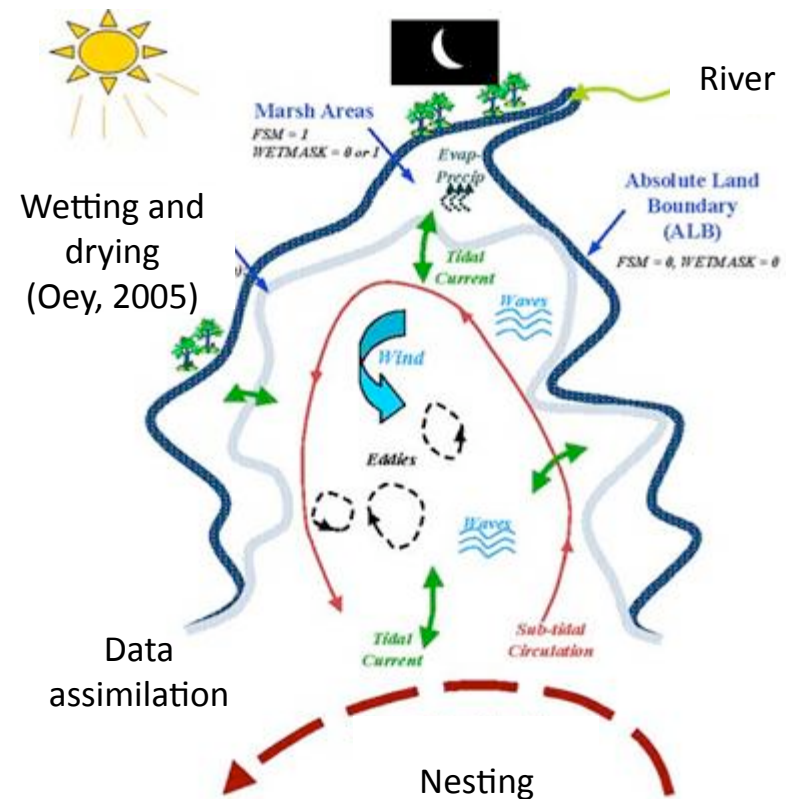 River
Marsh Areas
FSM = 1
WETMASK = 0 or 1
Evap-
Precip
Absolute Land
Boundary
(ALB)
FSM = 0, WETMASK = 0
Wetting and
drying
(Oey, 2005)
Tidal
Current
Waves
Wind
Eddies
Waves
Tidal
Current
Sub-tidal
Circulation
Data
assimilation
Nesting